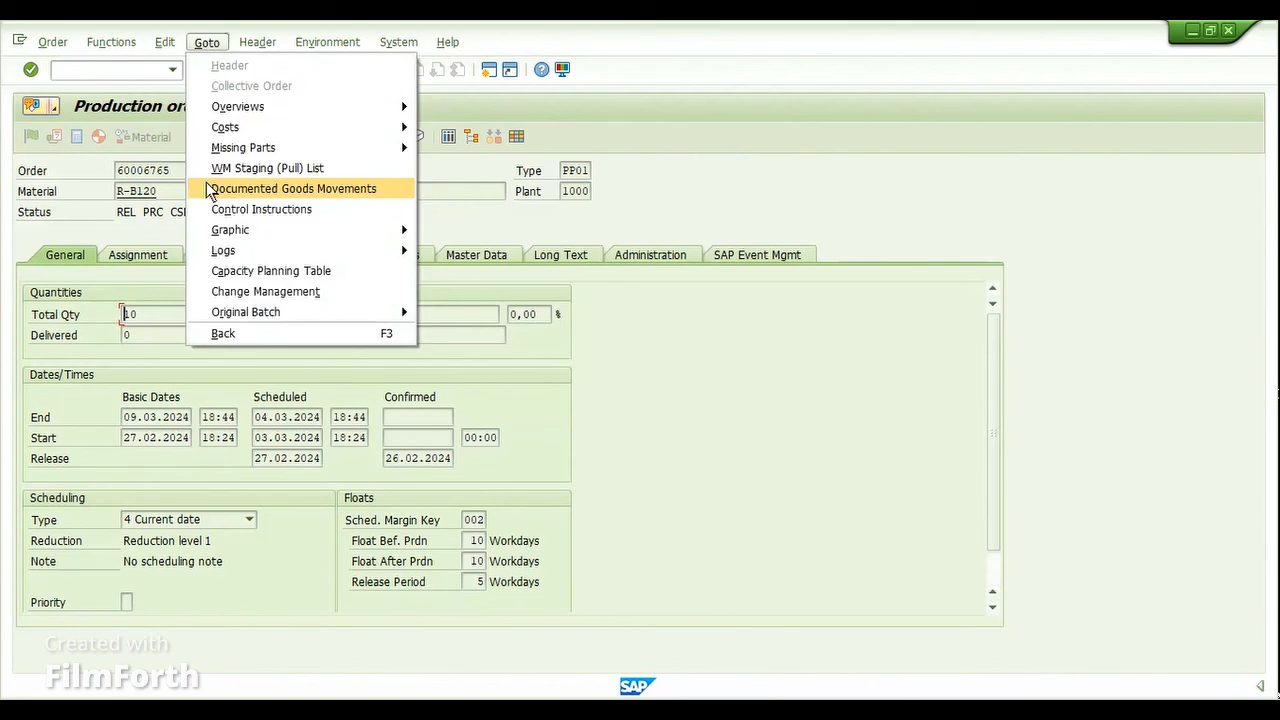 Order Functions Edit Goto Header Environment System Help
Header
Collective Order
Overviews
Costs
Missing Parts
WM Staging (Pull) List
Documented Goods Movements
Control Instructions
Graphic
Logs
Capacity Planning Table
Change Management
Original Batch
Back F3
Production or
Material
Order 60006765 Type PP01
Material R-B120 Plant 1000
Status REL PRC
General Assignment Master Data Long Text Administration SAP Event Mgmt
Quantities
Total Qty 10 0,00 %
Delivered 0
Dates/Times
Basic Dates Scheduled Confirmed
End 09.03.2024 18:44 04.03.2024 18:44
Start 27.02.2024 18:24 03.03.2024 18:24 00:00
Release 27.02.2024 26.02.2024
Scheduling Floats
Type 4 Current date Sched. Margin Key 002
Reduction Reduction level 1 Float Bef. Prdn 10 Workdays
Note No scheduling note Float After Prdn 10 Workdays
Release Period 5 Workdays
Priority
Created with
FilmForth
SAP